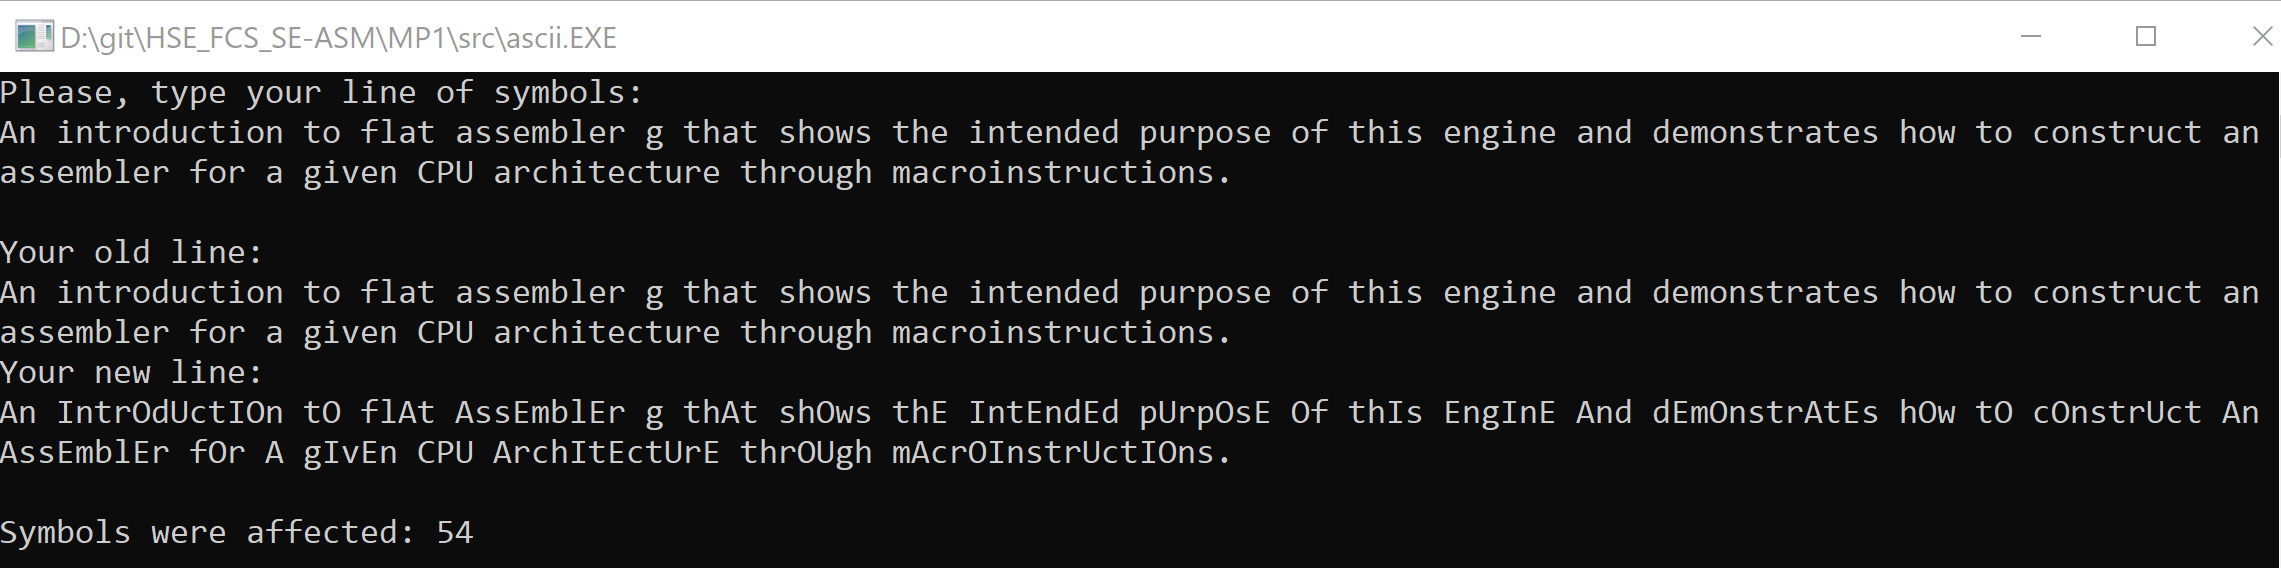 D:\git\HSE_FCS_SE-ASM\MP1\src\ascii.EXE
Please, type your line of symbols:
An introduction to flat assembler g that shows the intended purpose of this engine and demonstrates how to construct an
assembler for a given CPU architecture through macroinstructions.
Your old line:
An introduction to flat assembler g that shows the intended purpose of this engine and demonstrates how to construct an
assembler for a given CPU architecture through macroinstructions.
Your new line:
An IntrOdUctIOn tO flAt AssEmblEr g thAt shOws thE IntEndEd pUrpOsE Of thIs EngInE And dEmOnstrAtEs hOw tO cOnstrUct An
AssEmblEr fOr A gIvEn CPU ArchItEctUrE thrOUgh mAcrOInstrUctIOns.
Symbols were affected: 54